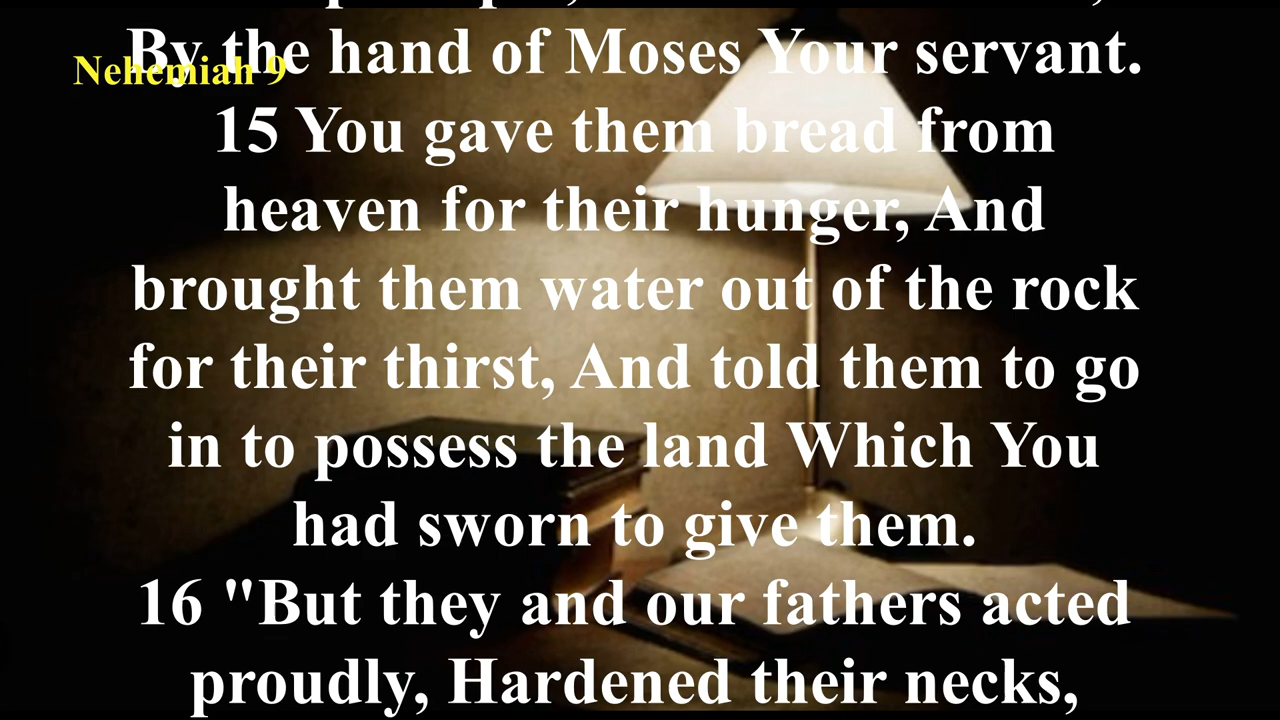 By the hand of Moses Your servant.
Nehemiah 9
15 You gave them bread from
heaven for their hunger, And
brought them water out of the rock
for their thirst, And told them to go
in to possess the land Which You
had sworn to give them.
16 "But they and our fathers acted
proudly, Hardened their necks,